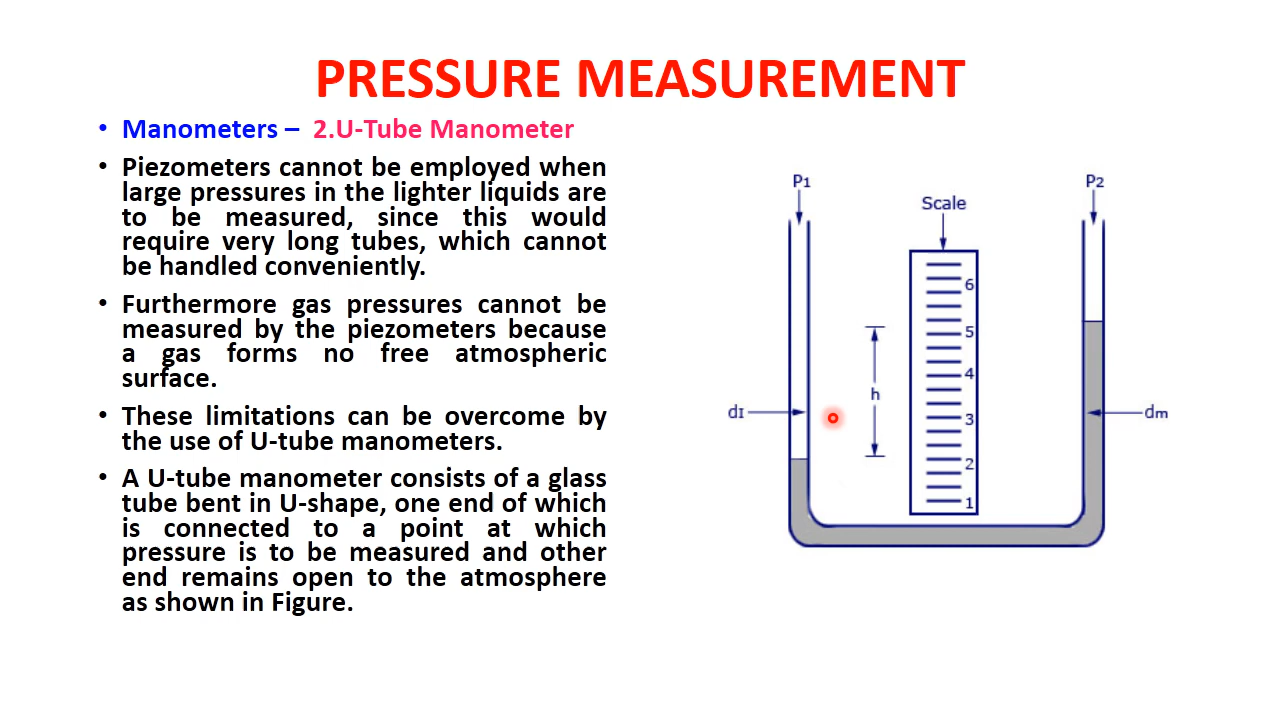 PRESSURE MEASUREMENT
• Manometers – 2.U-Tube Manometer
• Piezometers cannot be employed when
large pressures in the lighter liquids are
to be measured, since this would
require very long tubes, which cannot
be handled conveniently.
• Furthermore gas pressures cannot be
measured by the piezometers because
a gas forms no free atmospheric
surface.
• These limitations can be overcome by
the use of U-tube manometers.
• A U-tube manometer consists of a glass
tube bent in U-shape, one end of which
is connected to a point at which
pressure is to be measured and other
end remains open to the atmosphere
as shown in Figure.
P1
P2
Scale
6
5
4
h
3
d1
dm
2
1